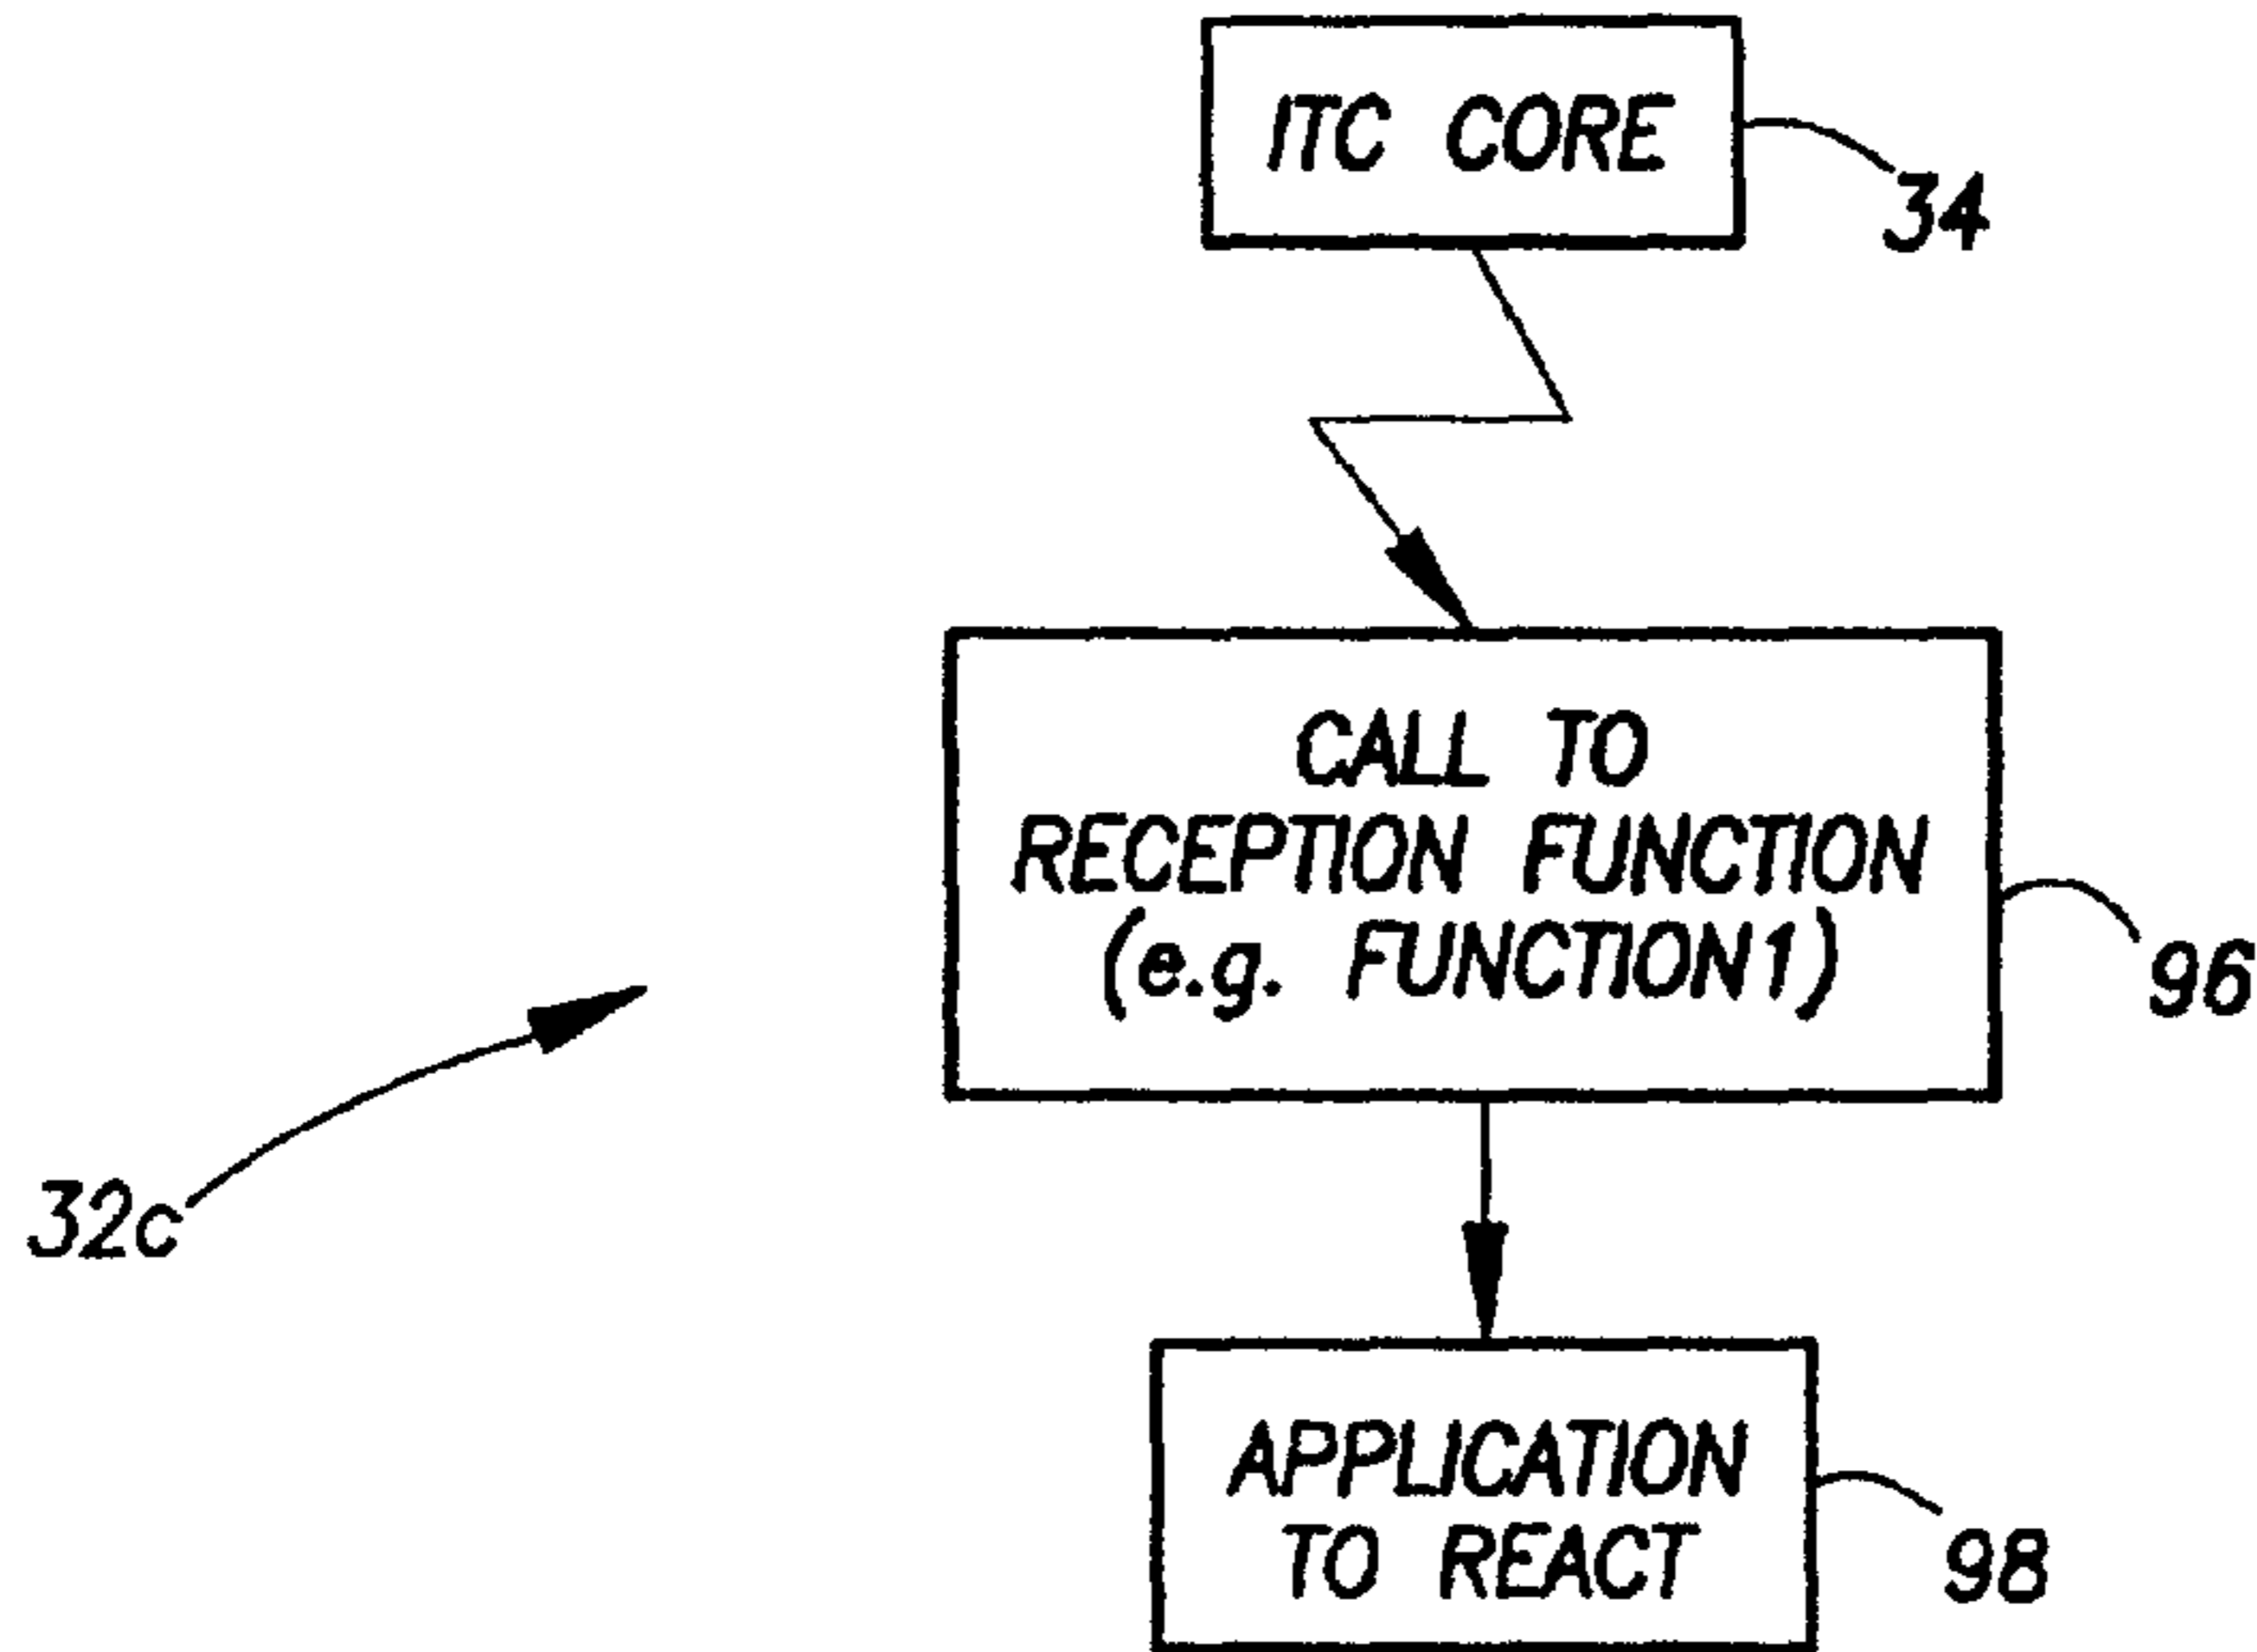 ITC CORE
34
CALL TO
RECEPTION FUNCTION
(e.g. FUNCTION1)
96
32c
APPLICATION
TO REACT
98